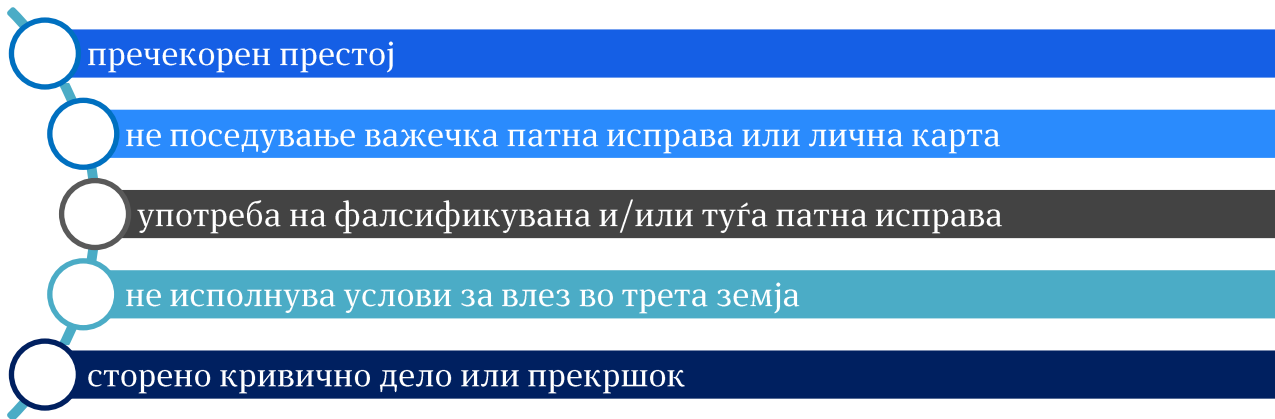 пречекорен престој
не поседување важечка патна исправа или лична карта
употреба на фалсификувана и/или туѓа патна исправа
не исполнува услови за влез во трета земја
сторено кривично дело или прекршок